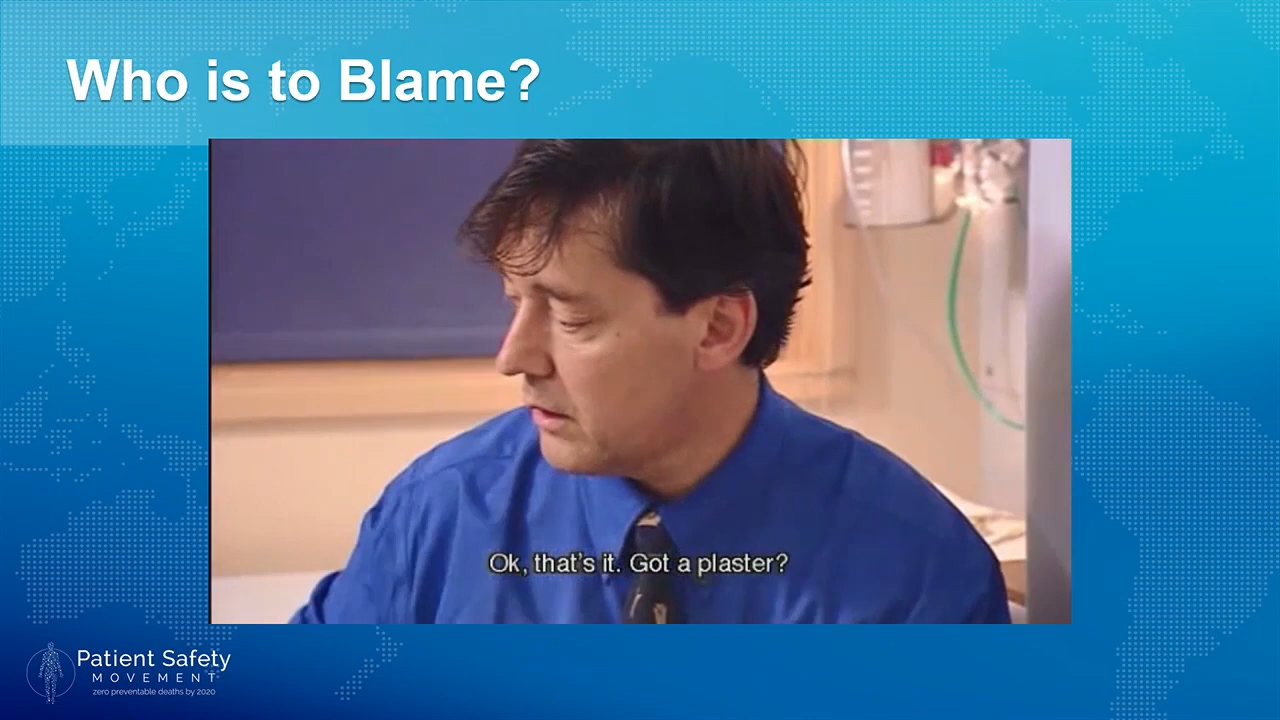 Who is to Blame?
Ok, that's it. Got a plaster?
Patient Safety
MOVEMENT
zero preventable deaths by 2020